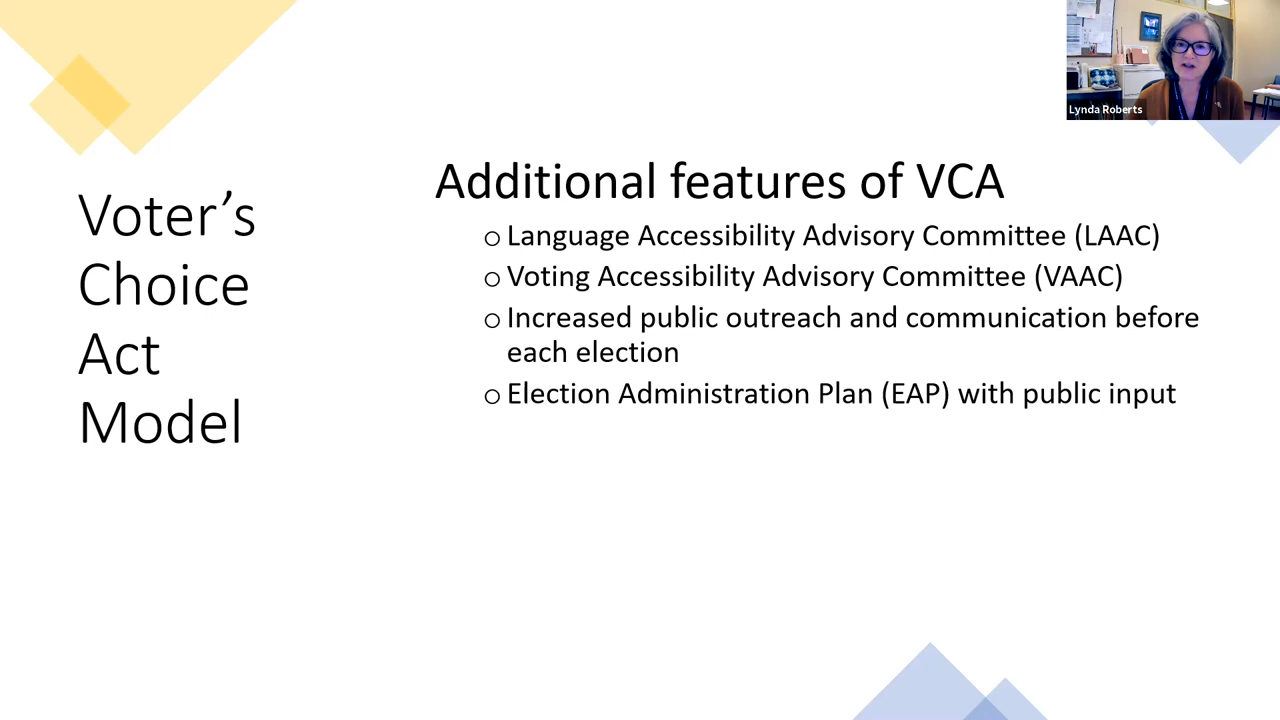 Lynda Roberts
Voter’s
Choice
Act
Model
Additional features of VCA
o Language Accessibility Advisory Committee (LAAC)
o Voting Accessibility Advisory Committee (VAAC)
o Increased public outreach and communication before
each election
o Election Administration Plan (EAP) with public input